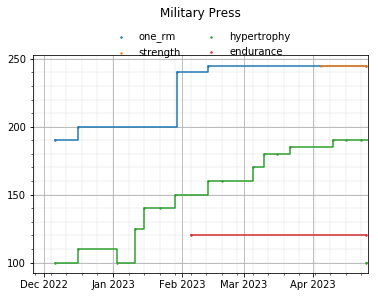 Military Press
one_rm
strength
hypertrophy
endurance
250
200
150
100
Dec 2022 Jan 2023 Feb 2023 Mar 2023 Apr 2023